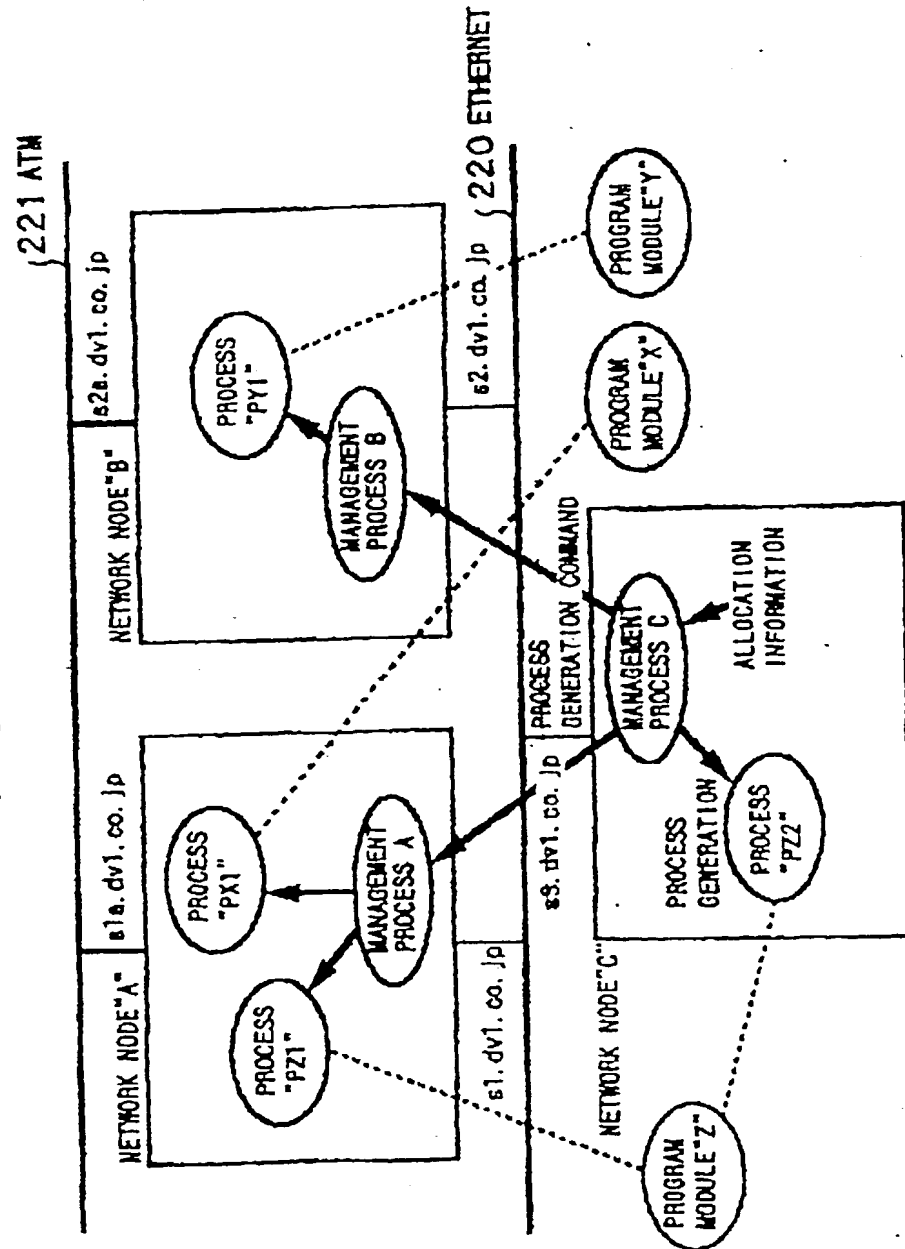 221 ATM
NETWORK NODE"A"
s1a.dv1.co.jp
NETWORK NODE"B"
s2a.dv1.co.jp
PROCESS
"PZ1"
PROCESS
"PX1"
MANAGEMENT
PROCESS A
PROCESS
"PY1"
MANAGEMENT
PROCESS B
s1.dv1.co.jp
s2.dv1.co.jp
220 ETHERNET
s3.dv1.co.jp
PROCESS
GENERATION COMMAND
NETWORK NODE"C"
PROCESS
GENERATION
MANAGEMENT
PROCESS C
PROCESS
"PZ2"
ALLOCATION
INFORMATION
PROGRAM
MODULE"Z"
PROGRAM
MODULE"X"
PROGRAM
MODULE"Y"